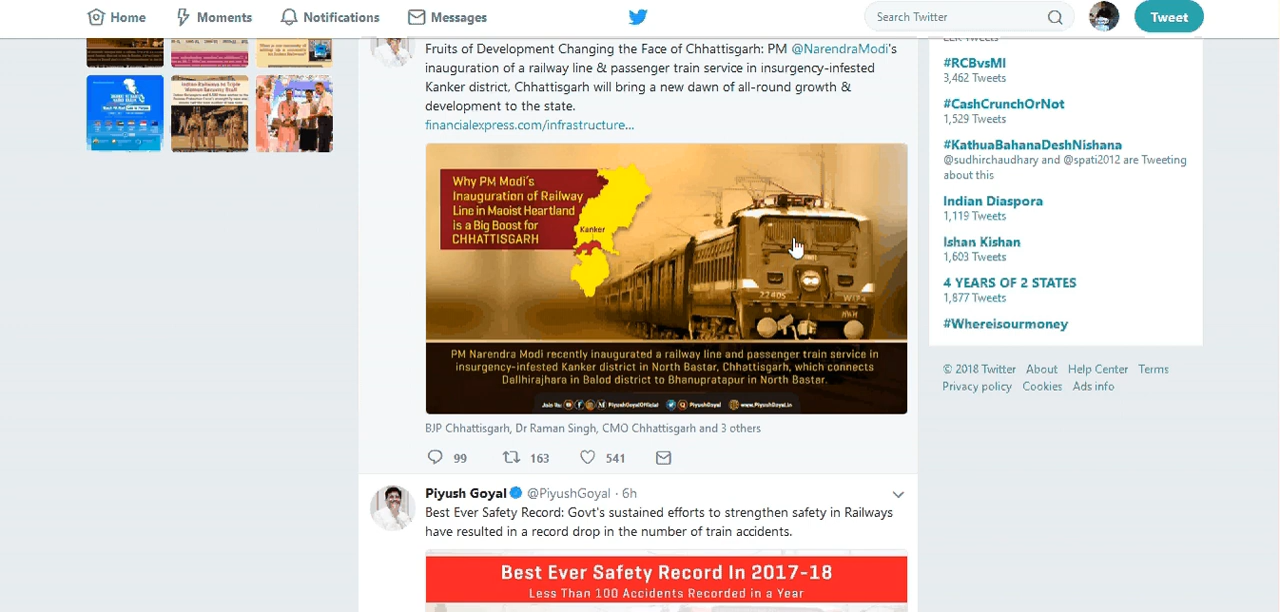 Home Moments Notifications Messages Search Twitter Tweet
Fruits of Development Changing the Face of Chhattisgarh: PM @NarendraModi's
inauguration of a railway line & passenger train service in insurgency-infested
Kanker district, Chhattisgarh will bring a new dawn of all-round growth &
development to the state.
financialexpress.com/infrastructure...
Why PM Modi's
Inauguration of Railway
Line in Maoist Heartland
is a Big Boost for
CHHATTISGARH
Kanker
22405
PM Narendra Modi recently inaugurated a railway line and passenger train service in
insurgency-infested Kanker district in North Bastar, Chhattisgarh, which connects
Dallhirajhara in Balod district to Bhanupratapur in North Bastar.
Join Us: PiyushGoyalOfficial PiyushGoyal www.PiyushGoyal.in
BJP Chhattisgarh, Dr Raman Singh, CMO Chhattisgarh and 3 others
99 163 541
Piyush Goyal @PiyushGoyal · 6h
Best Ever Safety Record: Govt's sustained efforts to strengthen safety in Railways
have resulted in a record drop in the number of train accidents.
Best Ever Safety Record In 2017-18
Less Than 100 Accidents Recorded in a Year
#RCBvsMI
3,462 Tweets
#CashCrunchOrNot
1,529 Tweets
#KathuaBahanaDeshNishana
@sudhirchaudhary and @spati2012 are Tweeting
about this
Indian Diaspora
1,119 Tweets
Ishan Kishan
1,603 Tweets
4 YEARS OF 2 STATES
1,877 Tweets
#Whereisourmoney
© 2018 Twitter About Help Center Terms
Privacy policy Cookies Ads info